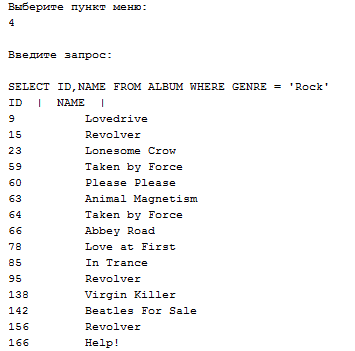 Выберите пункт меню:
4
Введите запрос:
SELECT ID,NAME FROM ALBUM WHERE GENRE = 'Rock'
ID | NAME |
9 Lovedrive
15 Revolver
23 Lonesome Crow
59 Taken by Force
60 Please Please
63 Animal Magnetism
64 Taken by Force
66 Abbey Road
78 Love at First
85 In Trance
95 Revolver
138 Virgin Killer
142 Beatles For Sale
156 Revolver
166 Help!